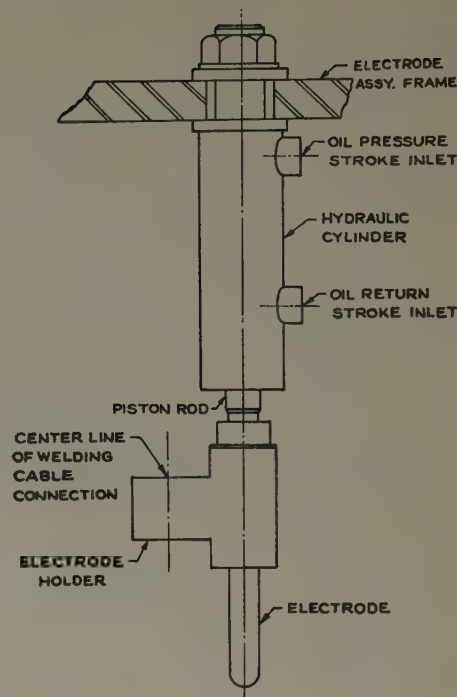 ELECTRODE
ASSY. FRAME
OIL PRESSURE
STROKE INLET
HYDRAULIC
CYLINDER
OIL RETURN
STROKE INLET
PISTON ROD
CENTER LINE
OF WELDING
CABLE
CONNECTION
ELECTRODE
HOLDER
ELECTRODE